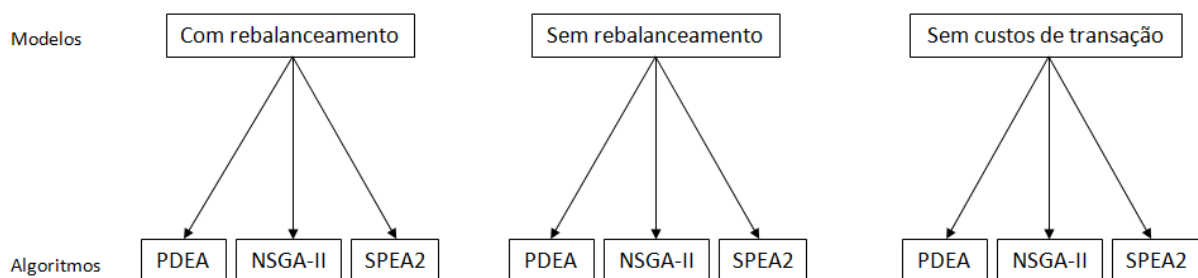 Modelos
Com rebalanceamento
Sem rebalanceamento
Sem custos de transação
Algoritmos
PDEA
NSGA-II
SPEA2
PDEA
NSGA-II
SPEA2
PDEA
NSGA-II
SPEA2